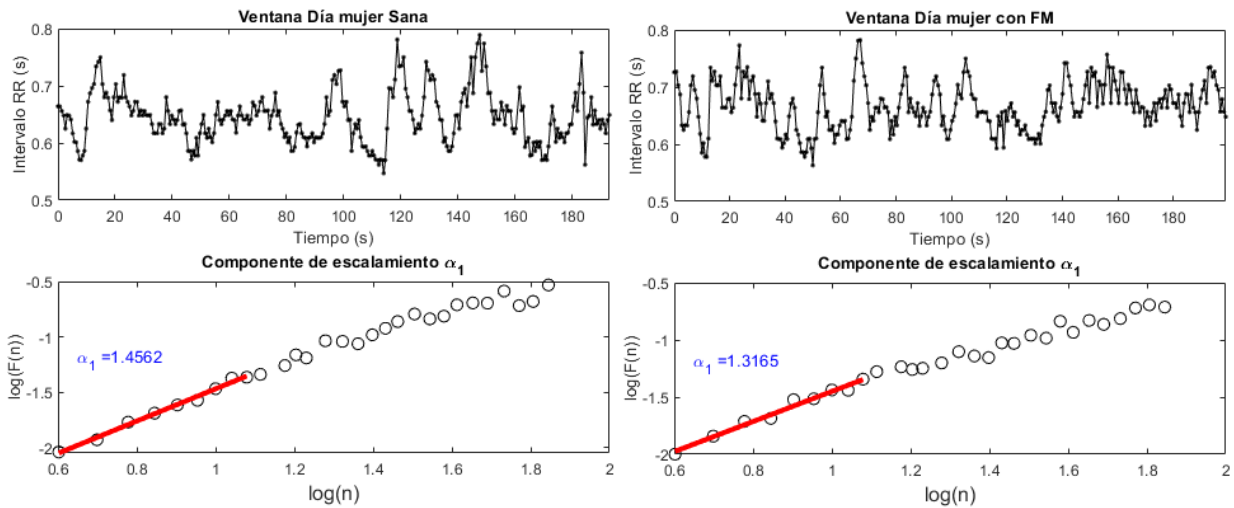 Ventana Día mujer Sana
0.8
0.7
0.6
0.5
Intervalo RR (s)
0 20 40 60 80 100 120 140 160 180
Tiempo (s)
Ventana Día mujer con FM
0.8
0.7
0.6
0.5
Intervalo RR (s)
0 20 40 60 80 100 120 140 160 180
Tiempo (s)
Componente de escalamiento α₁
-0.5
-1
-1.5
-2
log(F(n))
α₁ =1.4562
0.6 0.8 1 1.2 1.4 1.6 1.8 2
log(n)
Componente de escalamiento α₁
-0.5
-1
-1.5
-2
log(F(n))
α₁ =1.3165
0.6 0.8 1 1.2 1.4 1.6 1.8 2
log(n)